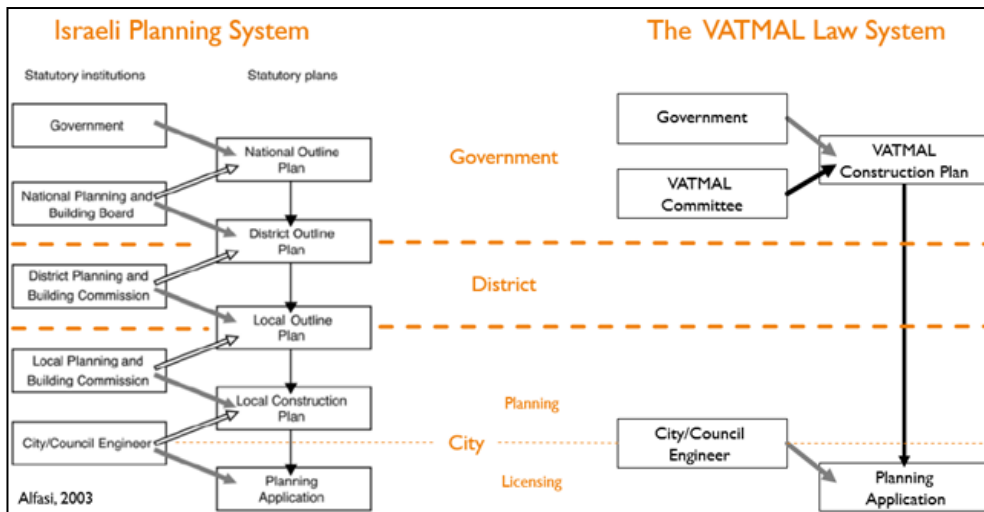 Israeli Planning System
The VATMAL Law System
Statutory institutions
Statutory plans
Government
National Outline
Plan
National Planning and
Building Board
District Outline
Plan
District Planning and
Building Commission
Local Outline
Plan
Local Planning and
Building Commission
Local Construction
Plan
City/Council Engineer
Planning
Application
Alfasi, 2003
Government
District
Planning
City
Licensing
Government
VATMAL
Construction Plan
VATMAL
Committee
City/Council
Engineer
Planning
Application